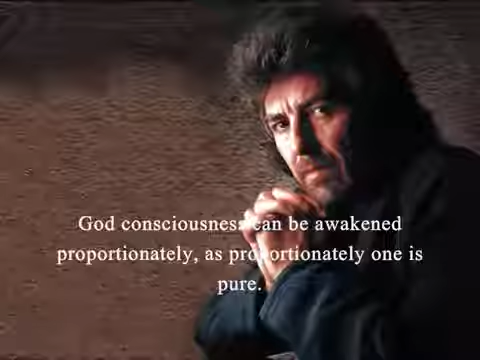 God consciousness can be awakened
proportionately, as proportionately one is
pure.